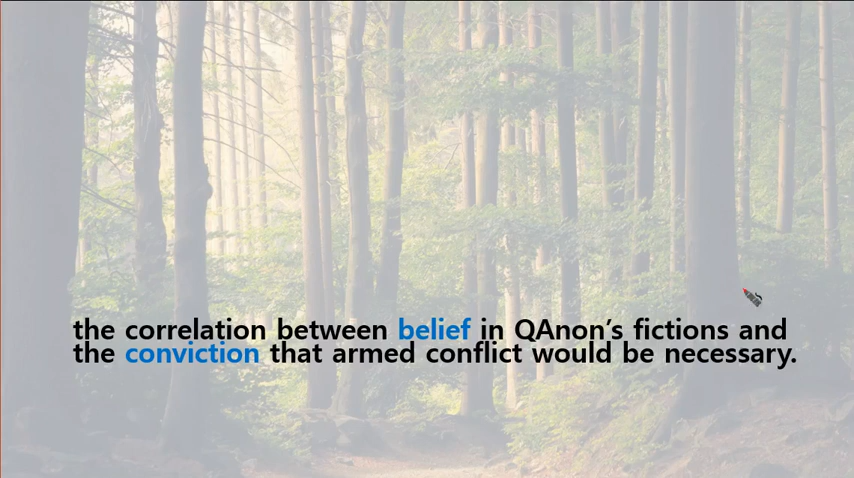 the correlation between belief in QAnon’s fictions and
the conviction that armed conflict would be necessary.